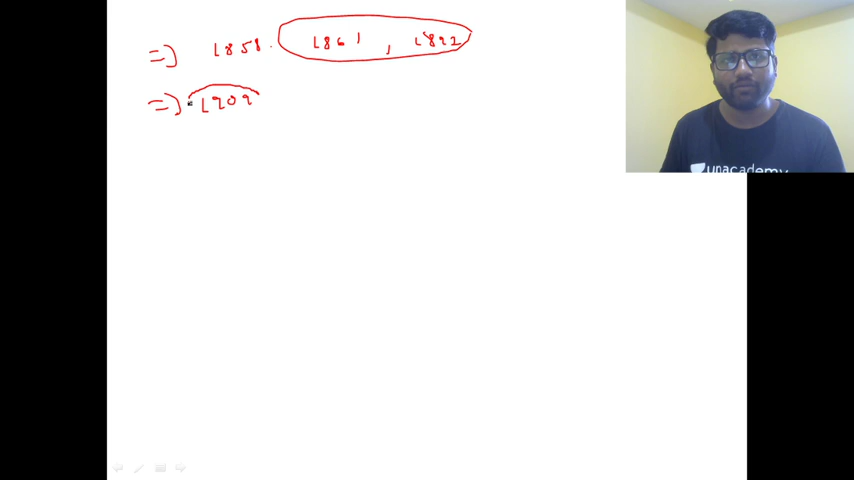 =) 1858. 1861, 1892
=) 1909
unacademy